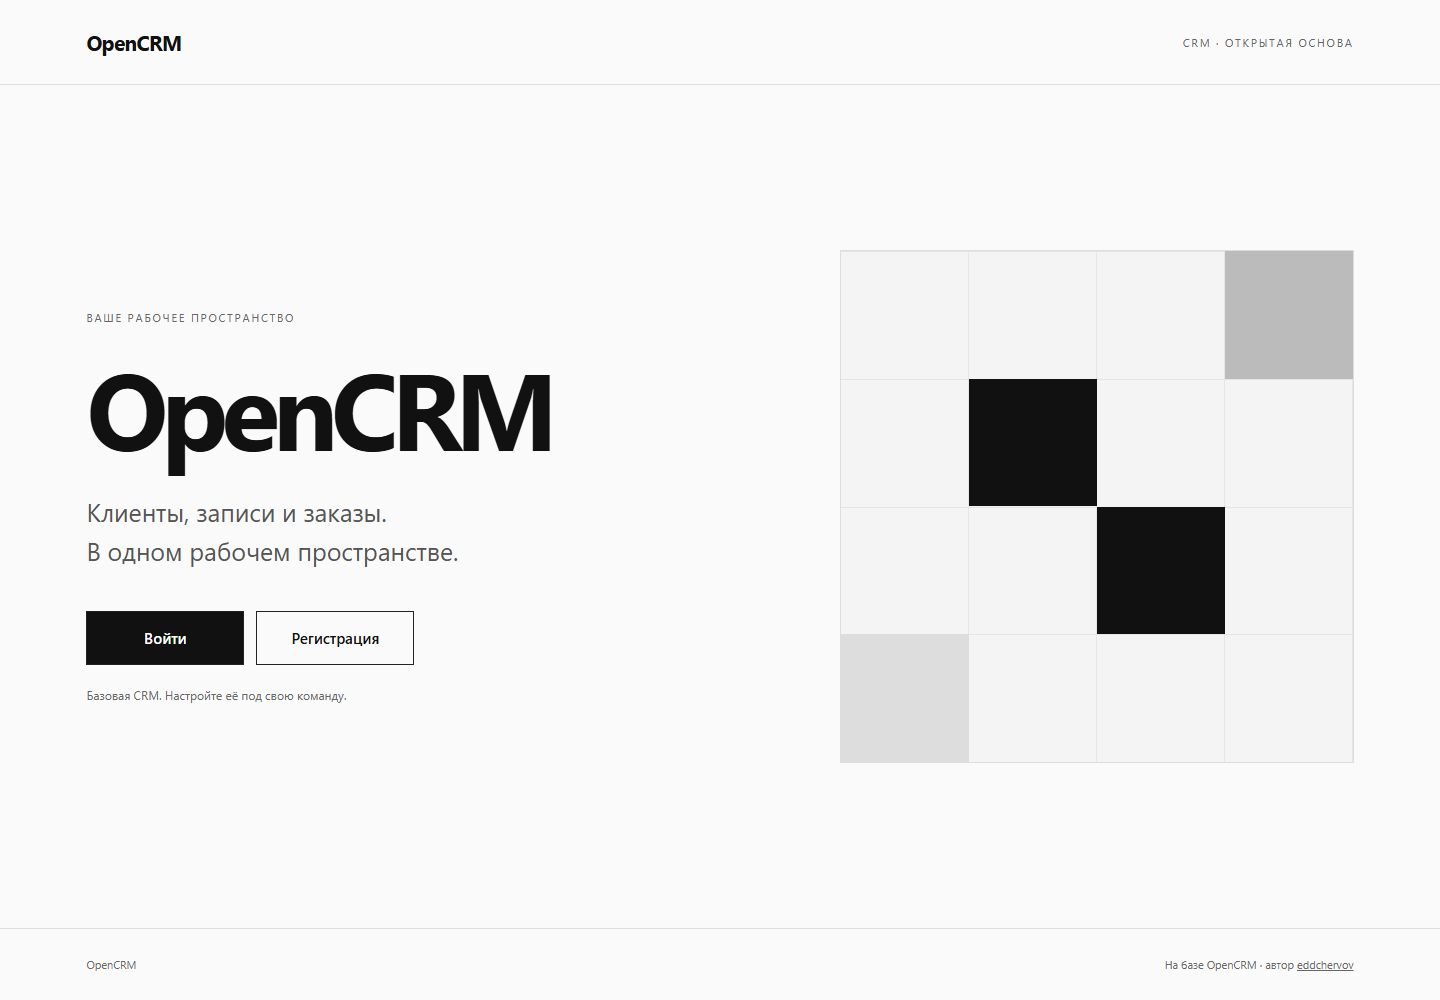 OpenCRM
CRM · ОТКРЫТАЯ ОСНОВА
ВАШЕ РАБОЧЕЕ ПРОСТРАНСТВО
OpenCRM
Клиенты, записи и заказы.
В одном рабочем пространстве.
Войти
Регистрация
Базовая CRM. Настройте её под свою команду.
OpenCRM
На базе OpenCRM · автор eddchervov